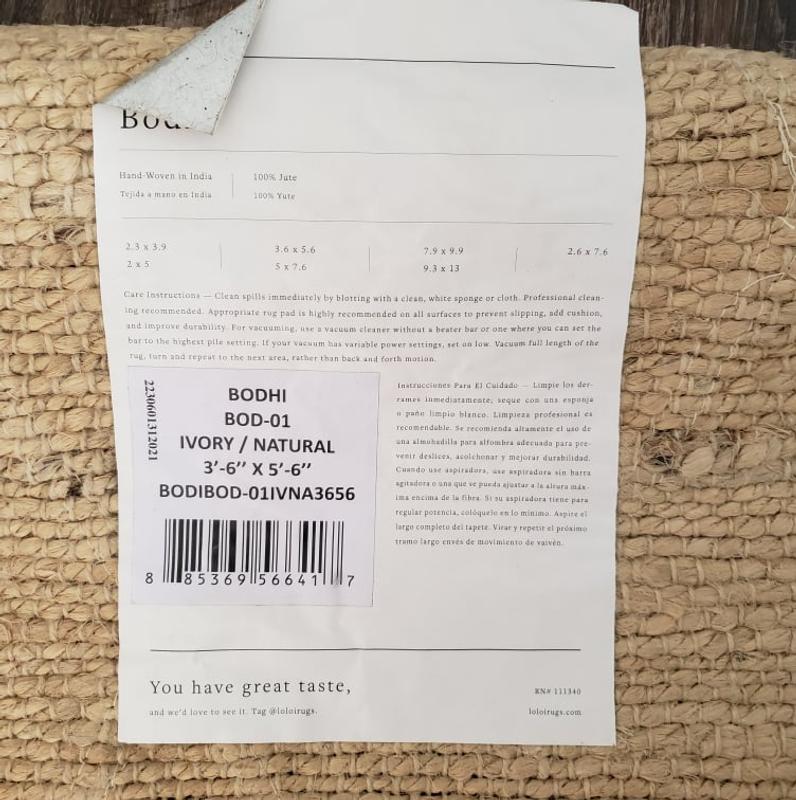 Hand-Woven in India
Tejida a mano en India
100% Jute
100% Yute
2.3 x 3.9
2 x 5
3.6 x 5.6
5 x 7.6
7.9 x 9.9
9.3 x 13
2.6 x 7.6
Care Instructions — Clean spills immediately by blotting with a clean, white sponge or cloth. Professional clean-
ing recommended. Appropriate rug pad is highly recommended on all surfaces to prevent slipping, add cushion,
and improve durability. For vacuuming, use a vacuum cleaner without a beater bar or one where you can set the
bar to the highest pile setting. If your vacuum has variable power settings, set on low. Vacuum full length of the
rug, turn and repeat to the next area, rather than back and forth motion.
2230601312021
BODHI
BOD-01
IVORY / NATURAL
3'-6'' X 5'-6''
BODIBOD-01IVNA3656
8 85369 56641 7
Instrucciones Para El Cuidado — Limpie los der-
rames inmediatamente; seque con una esponja
o paño limpio blanco. Limpieza profesional es
recomendable. Se recomienda altamente el uso de
una almohadilla para alfombra adecuada para pre-
venir deslices, acolchonar y mejorar durabilidad.
Cuando use aspiradora, use aspiradora sin barra
agitadora o una que se pueda ajustar a la altura máx-
ima encima de la fibra. Si su aspiradora tiene para
regular potencia, colóquelo en lo mínimo. Aspire el
largo completo del tapete. Virar y repetir el próximo
tramo largo envés de movimiento de vaivén.
You have great taste,
and we'd love to see it. Tag @loloirugs.
RN# 111340
loloirugs.com